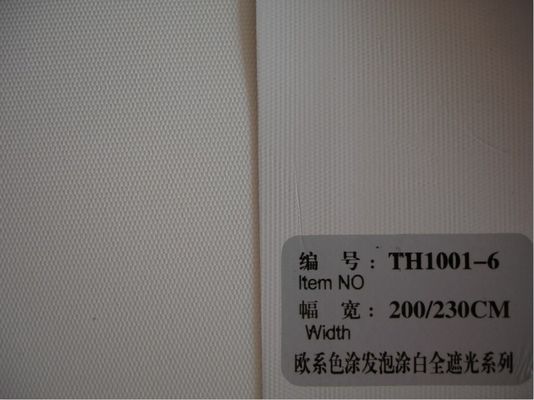 编 号：TH1001-6
Item NO
幅 宽：200/230CM
Width
欧系色涂发泡涂白全遮光系列